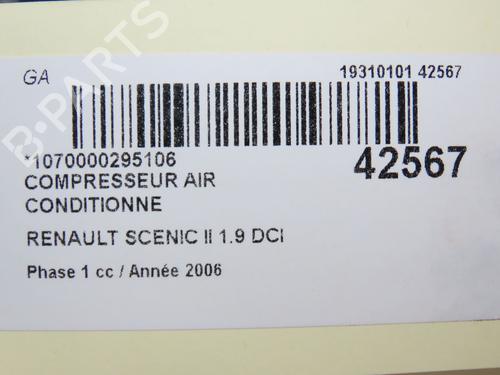 GA
19310101 42567
*1070000295106
42567
COMPRESSEUR AIR
CONDITIONNE
RENAULT SCENIC II 1.9 DCI
Phase 1 cc / Année 2006
B-PARTS